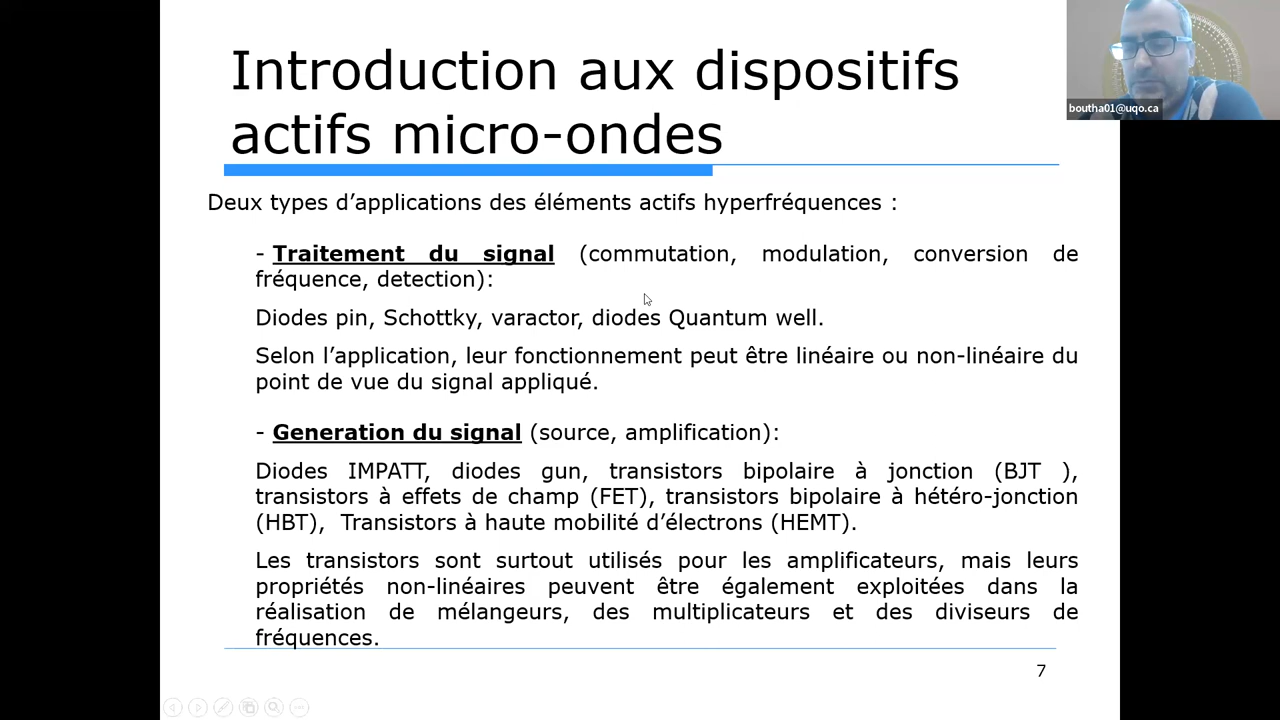 Introduction aux dispositifs
actifs micro-ondes
boutha01@uqo.ca
Deux types d’applications des éléments actifs hyperfréquences :
- Traitement du signal (commutation, modulation, conversion de
fréquence, detection):
Diodes pin, Schottky, varactor, diodes Quantum well.
Selon l’application, leur fonctionnement peut être linéaire ou non-linéaire du
point de vue du signal appliqué.
- Generation du signal (source, amplification):
Diodes IMPATT, diodes gun, transistors bipolaire à jonction (BJT ),
transistors à effets de champ (FET), transistors bipolaire à hétéro-jonction
(HBT), Transistors à haute mobilité d’électrons (HEMT).
Les transistors sont surtout utilisés pour les amplificateurs, mais leurs
propriétés non-linéaires peuvent être également exploitées dans la
réalisation de mélangeurs, des multiplicateurs et des diviseurs de
fréquences.
7